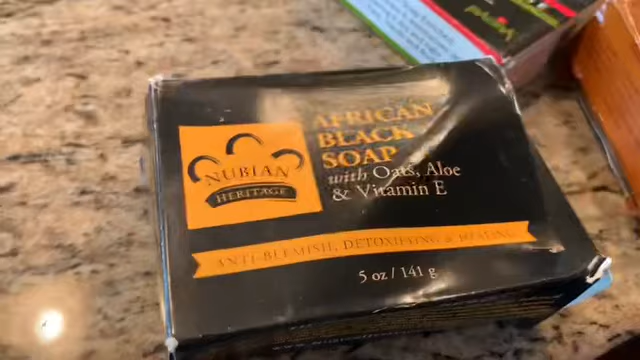 AFRICAN
BLACK
SOAP
with Oats, Aloe
& Vitamin E
NUBIAN
HERITAGE
ANTI-BLEMISH, DETOXIFYING & HEALING
5 oz / 141 g